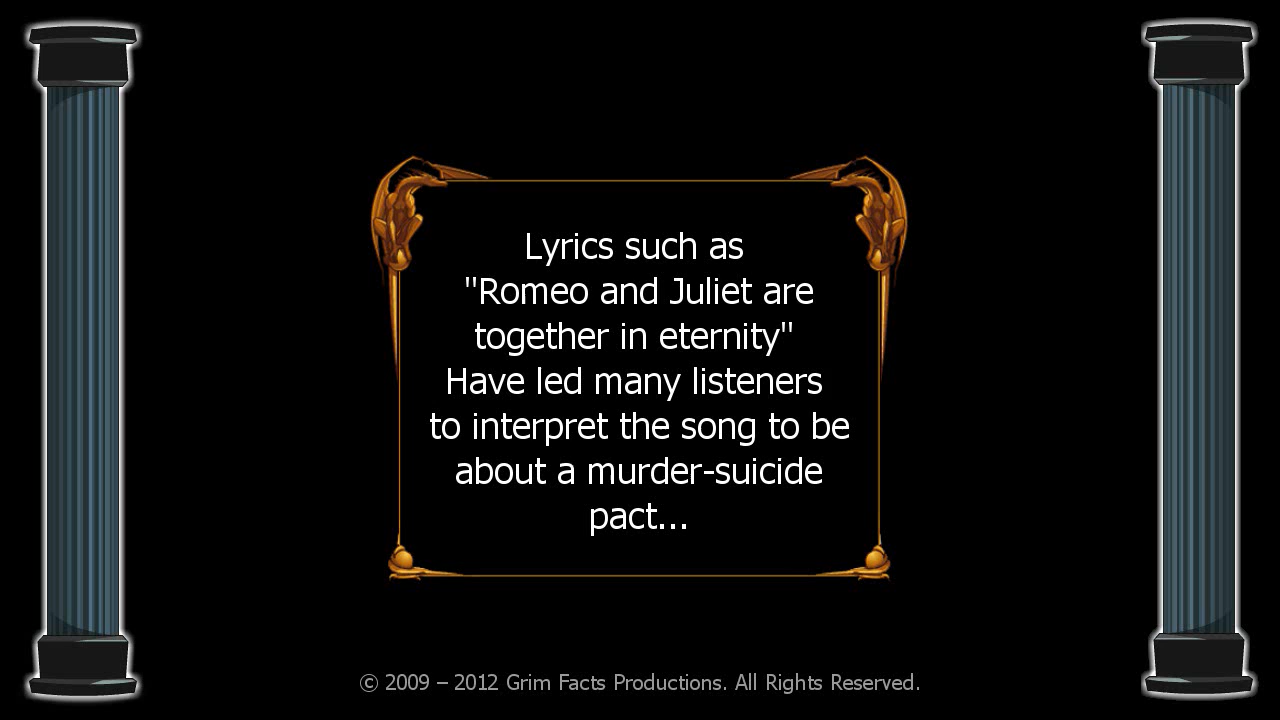 Lyrics such as
"Romeo and Juliet are
together in eternity"
Have led many listeners
to interpret the song to be
about a murder-suicide
pact...
© 2009 – 2012 Grim Facts Productions. All Rights Reserved.